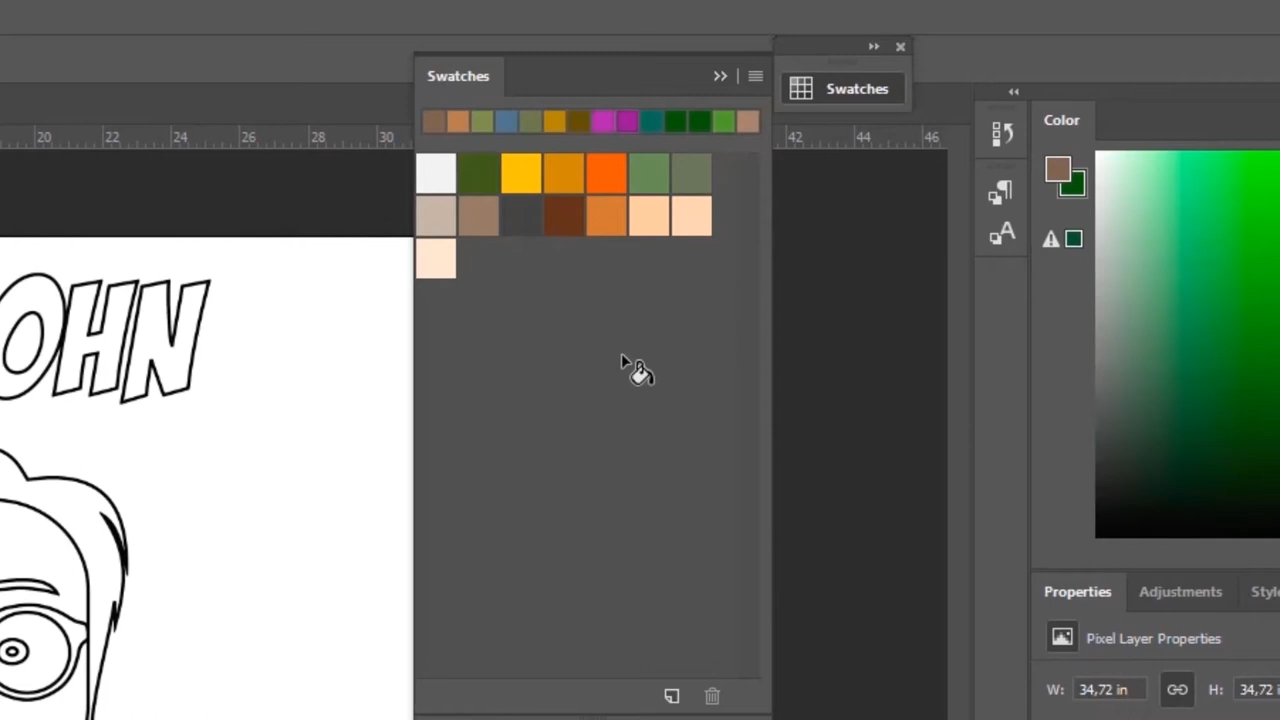 Swatches
Swatches
Color
20 22 24 26 28 30 42 44 46
OHN
Properties Adjustments Style
Pixel Layer Properties
W: 34,72 in H: 34,72 i